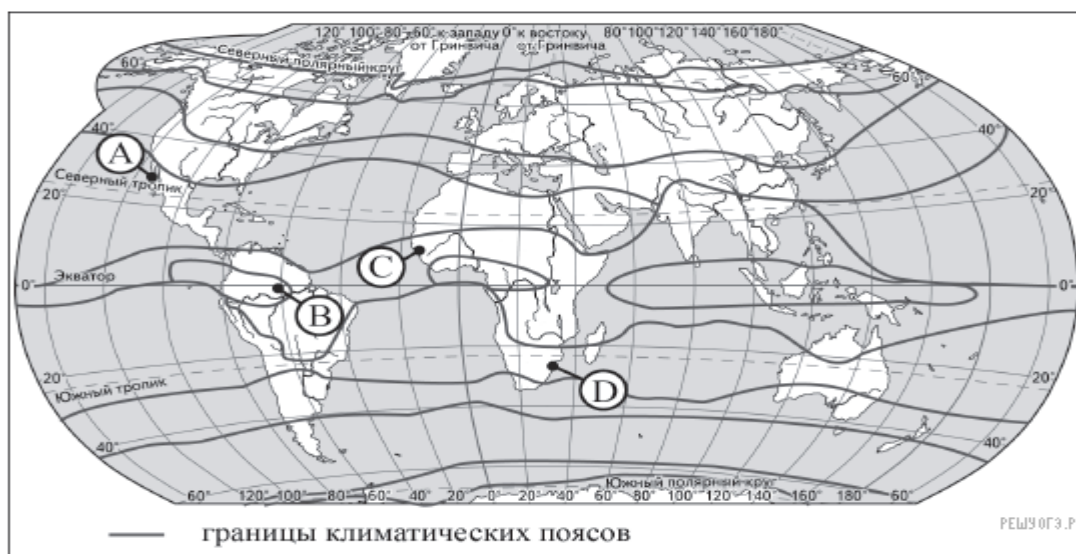 120° 100° 80° 60° к западу 0° к востоку 80° 100° 120° 140° 160° 180°
от Гринвича от Гринвича
Северный полярный круг
60° 60°
40° 40°
A
Северный тропик
20° 20°
C
Экватор
0° 0°
B
D
Южный тропик
20° 20°
40° 40°
Южный полярный круг
60° 120° 100° 80° 60° 40° 20° 0° 20° 40° 60° 80° 100° 120° 140° 160° 180° 60°
границы климатических поясов
РЕШУОГЭ.Р